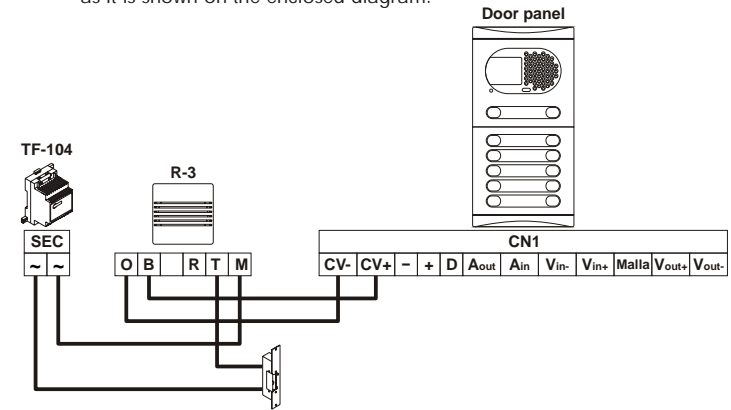 as it is shown on the enclosed diagram:
Door panel
TF-104
R-3
SEC
CN1
~ ~
O B R T M
CV- CV+ – + D Aout Ain Vin- Vin+ Malla Vout+ Vout-